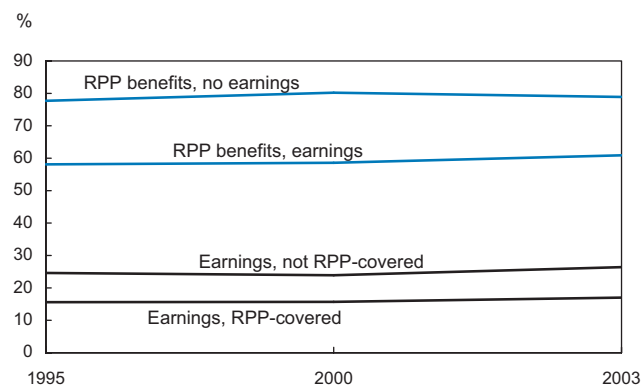 %
90
RPP benefits, no earnings
80
70
RPP benefits, earnings
60
50
40
30
Earnings, not RPP-covered
20
Earnings, RPP-covered
10
0
1995 2000 2003